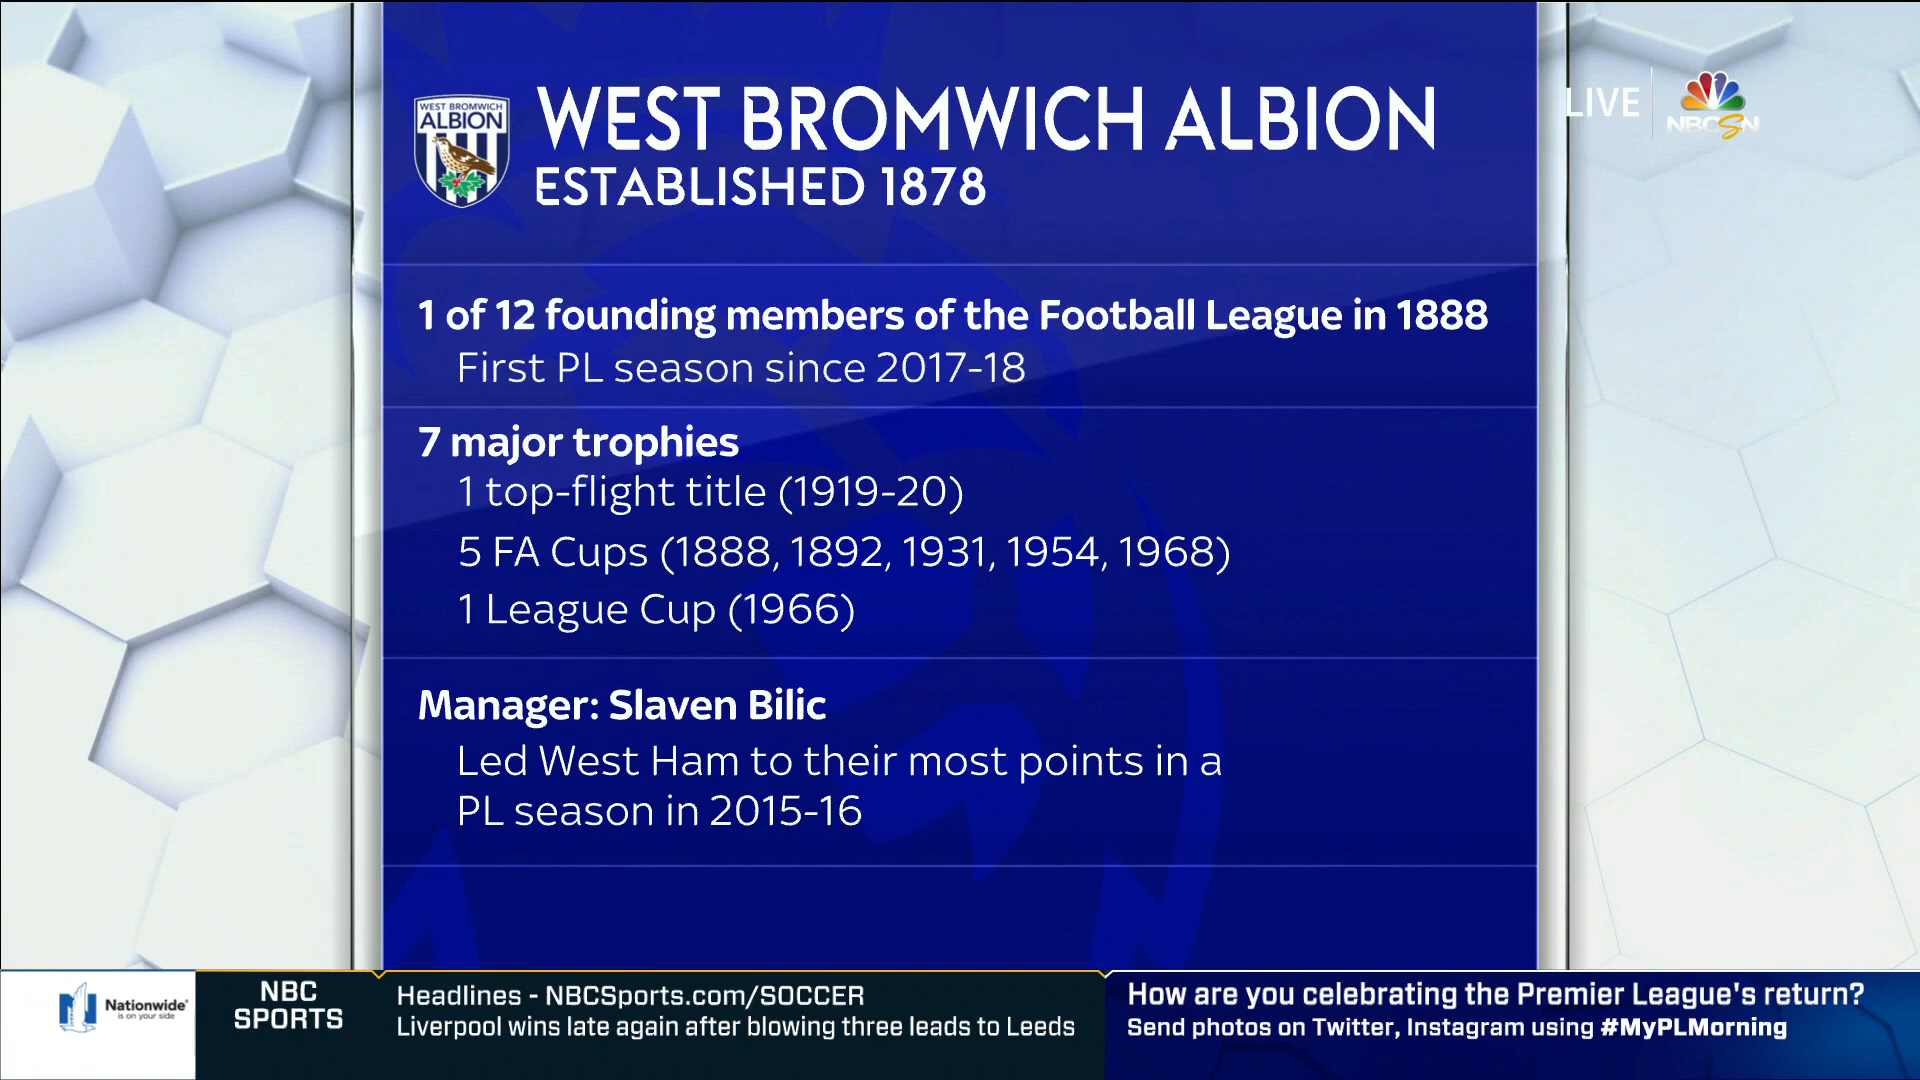 WEST BROMWICH
ALBION
WEST BROMWICH ALBION
ESTABLISHED 1878
LIVE
NBCSN
1 of 12 founding members of the Football League in 1888
First PL season since 2017-18
7 major trophies
1 top-flight title (1919-20)
5 FA Cups (1888, 1892, 1931, 1954, 1968)
1 League Cup (1966)
Manager: Slaven Bilic
Led West Ham to their most points in a
PL season in 2015-16
Nationwide®
is on your side
NBC
SPORTS
Headlines - NBCSports.com/SOCCER
Liverpool wins late again after blowing three leads to Leeds
How are you celebrating the Premier League's return?
Send photos on Twitter, Instagram using #MyPLMorning